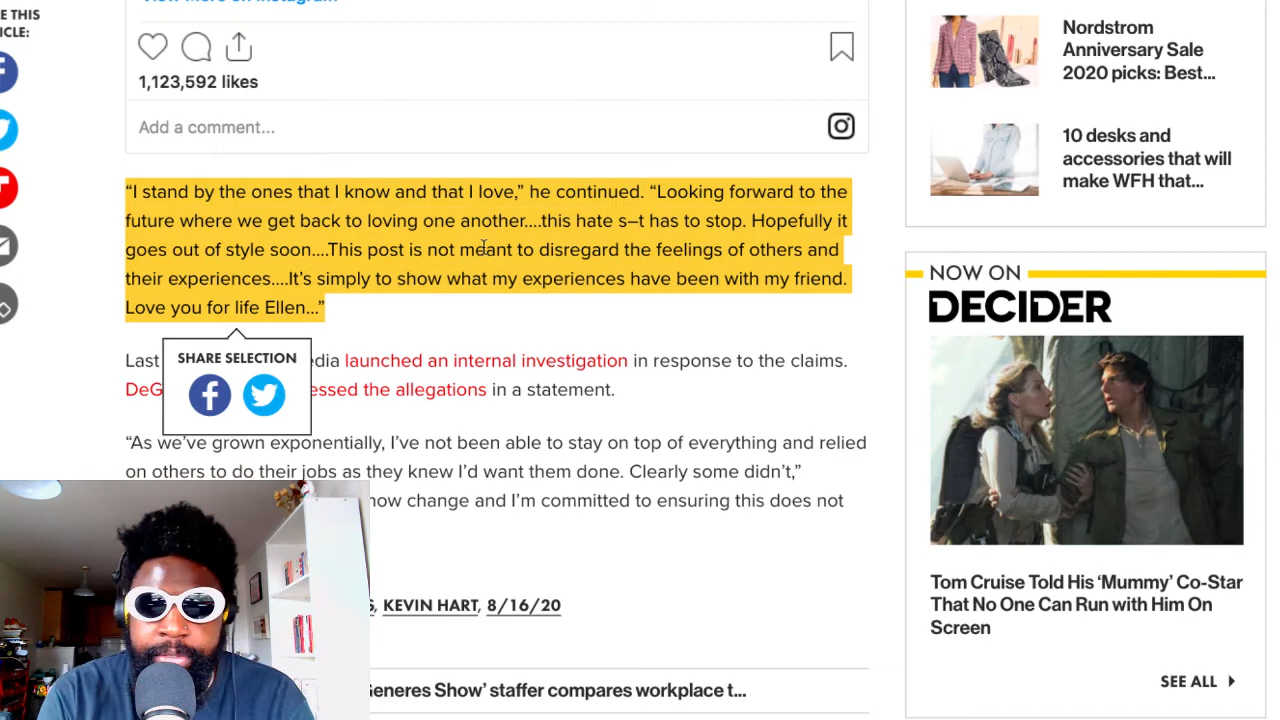 E THIS
ICLE:
1,123,592 likes
Add a comment...
“I stand by the ones that I know and that I love,” he continued. “Looking forward to the
future where we get back to loving one another....this hate s–t has to stop. Hopefully it
goes out of style soon....This post is not meant to disregard the feelings of others and
their experiences....It’s simply to show what my experiences have been with my friend.
Love you for life Ellen...”
SHARE SELECTION
Last edia launched an internal investigation in response to the claims.
DeG essed the allegations in a statement.
“As we’ve grown exponentially, I’ve not been able to stay on top of everything and relied
on others to do their jobs as they knew I’d want them done. Clearly some didn’t,”
now change and I’m committed to ensuring this does not
S, KEVIN HART, 8/16/20
Generes Show’ staffer compares workplace t...
Nordstrom
Anniversary Sale
2020 picks: Best...
10 desks and
accessories that will
make WFH that...
NOW ON
DECIDER
Tom Cruise Told His ‘Mummy’ Co-Star
That No One Can Run with Him On
Screen
SEE ALL